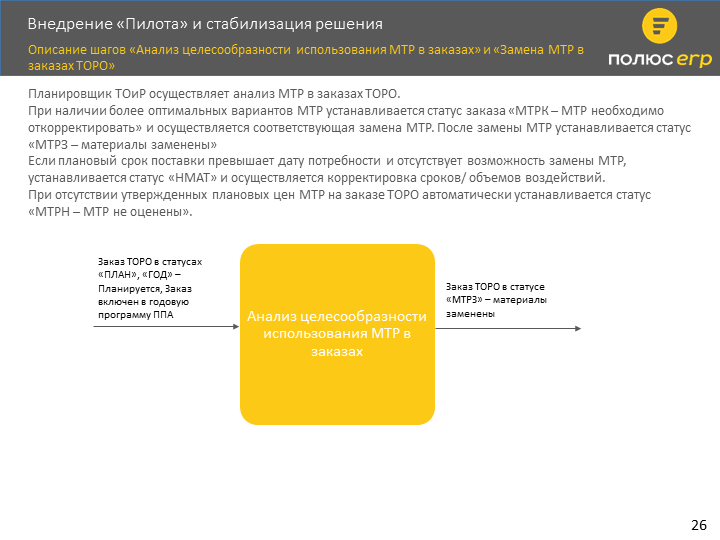 Внедрение «Пилота» и стабилизация решения
Описание шагов «Анализ целесообразности использования МТР в заказах» и «Замена МТР в
заказах ТОРО»
ПОЛЮС егр
Планировщик ТОиР осуществляет анализ МТР в заказах ТОРО.
При наличии более оптимальных вариантов МТР устанавливается статус заказа «МТРК – МТР необходимо
откорректировать» и осуществляется соответствующая замена МТР. После замены МТР устанавливается статус
«МТРЗ – материалы заменены»
Если плановый срок поставки превышает дату потребности и отсутствует возможность замены МТР,
устанавливается статус «НМАТ» и осуществляется корректировка сроков/ объемов воздействий.
При отсутствии утвержденных плановых цен МТР на заказе ТОРО автоматически устанавливается статус
«МТРН – МТР не оценены».
Заказ ТОРО в статусах
«ПЛАН», «ГОД» –
Планируется, Заказ
включен в годовую
программу ППА
Анализ целесообразности
использования МТР в
заказах
Заказ ТОРО в статусе
«МТРЗ» – материалы
заменены
26